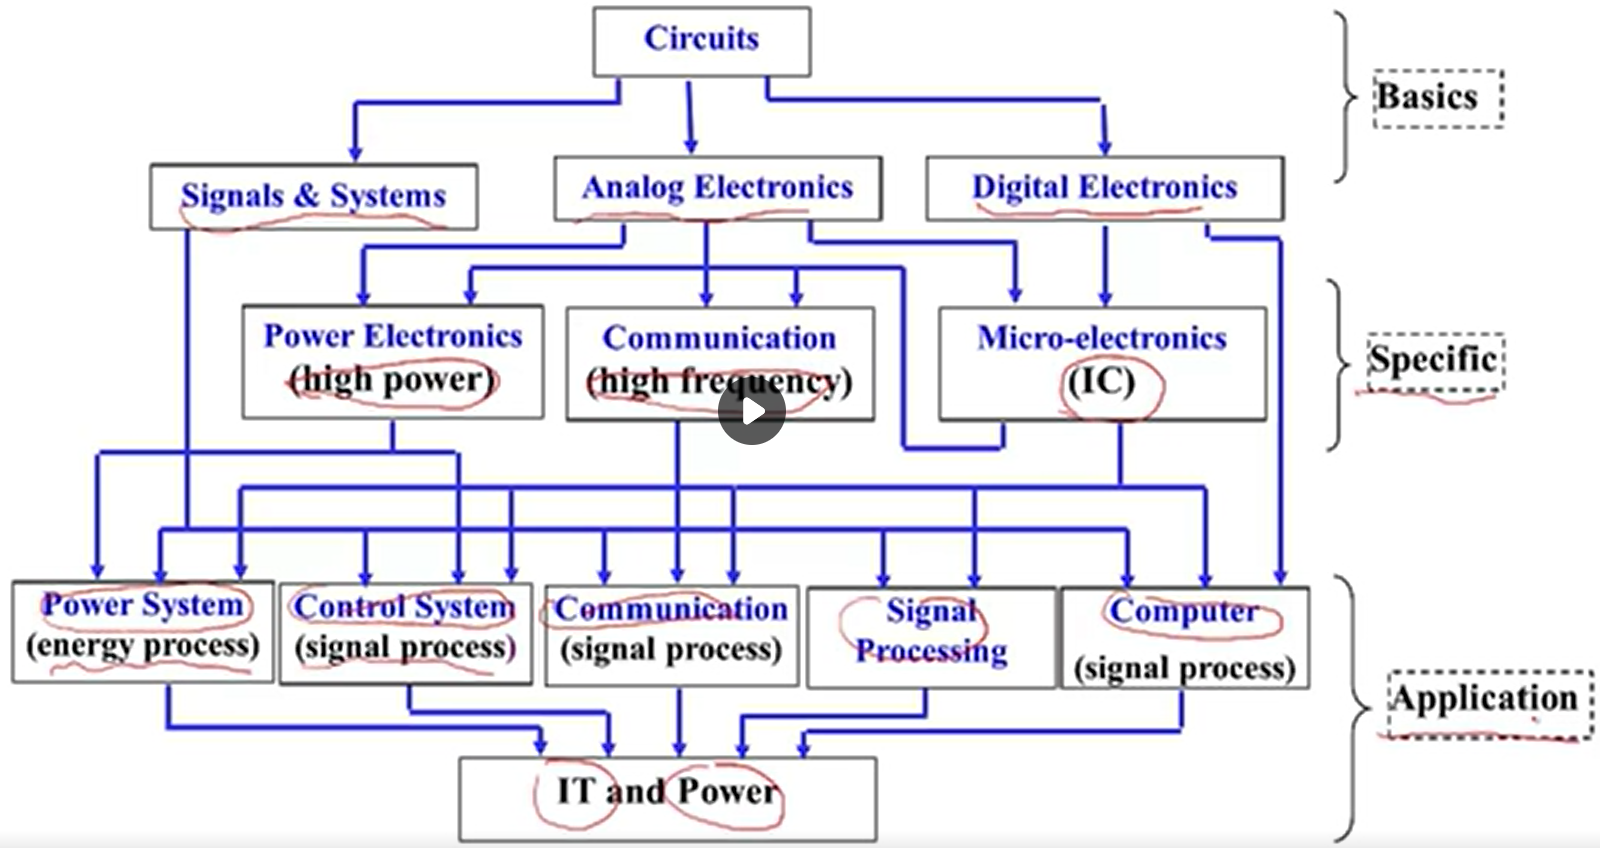 Circuits
Basics
Signals & Systems
Analog Electronics
Digital Electronics
Power Electronics
(high power)
Communication
(high frequency)
Micro-electronics
(IC)
Specific
Power System
(energy process)
Control System
(signal process)
Communication
(signal process)
Signal
Processing
Computer
(signal process)
Application
IT and Power